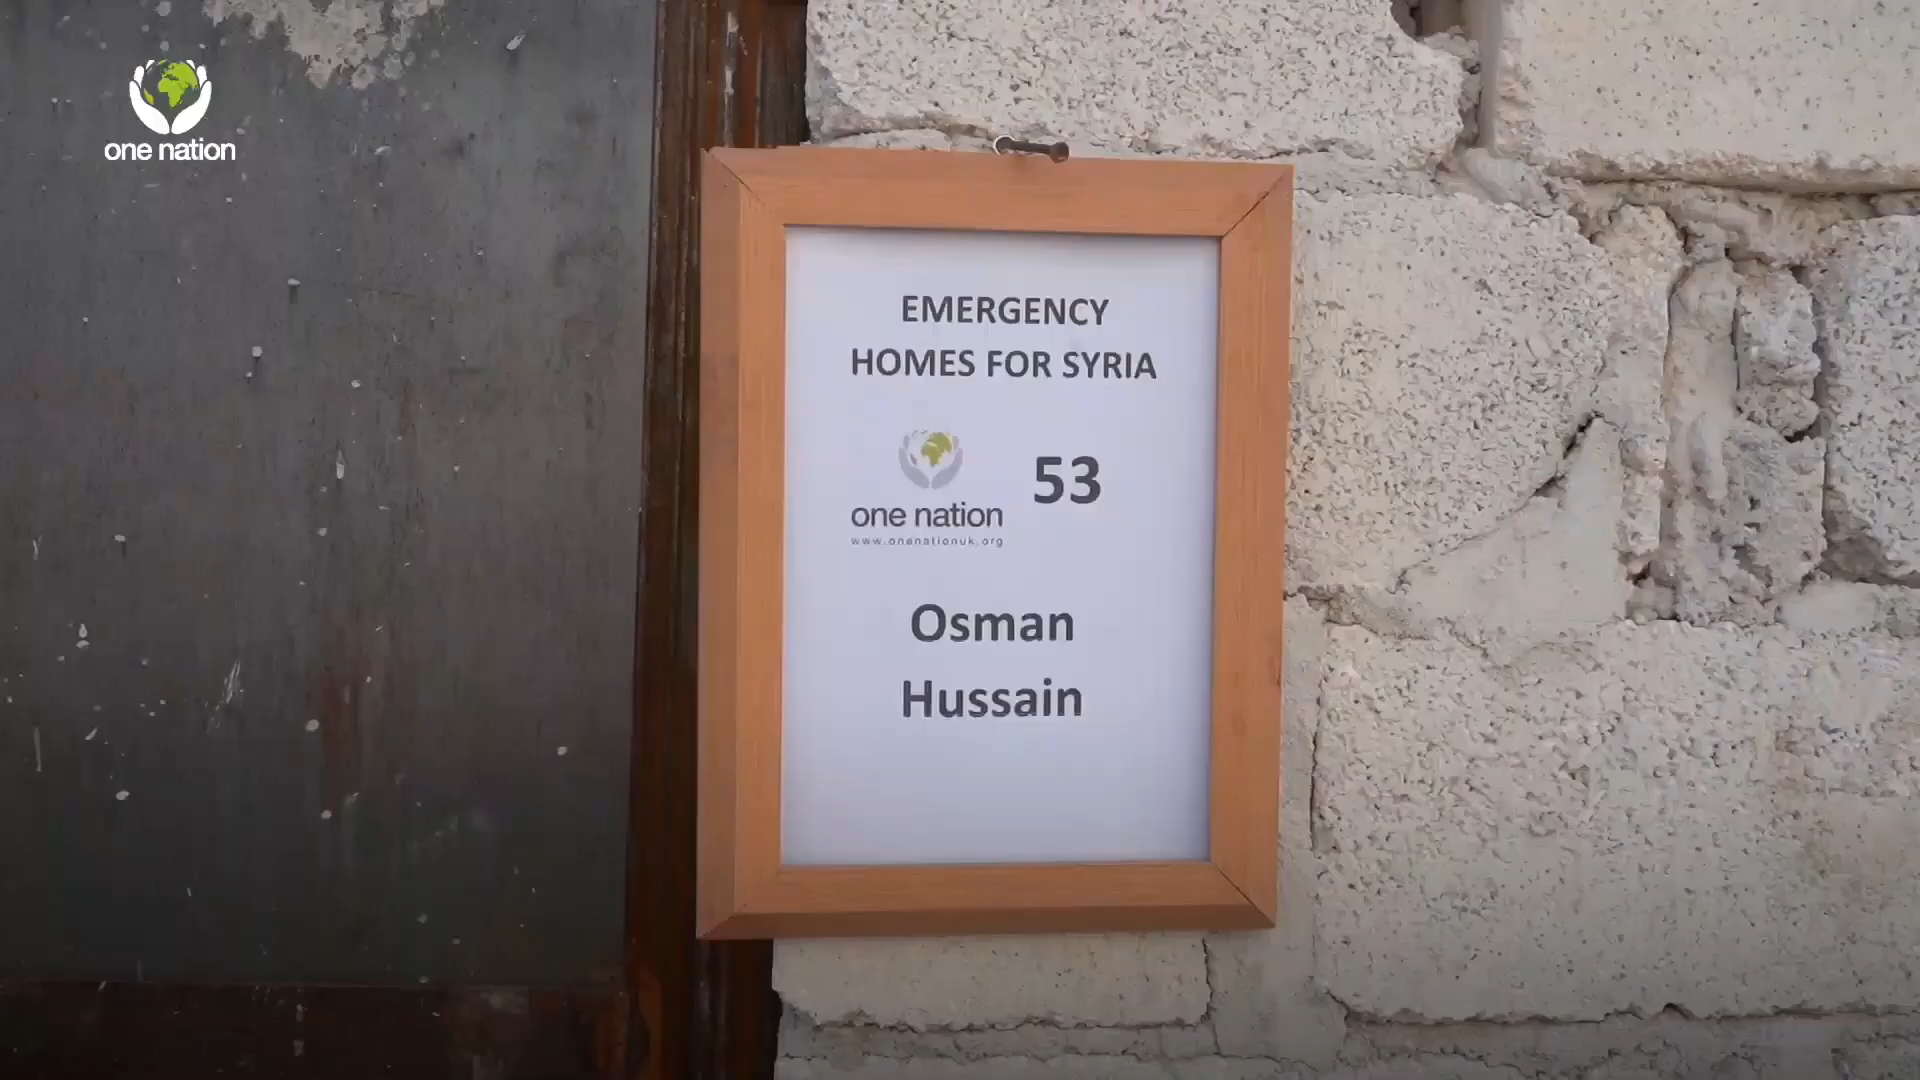 one nation
EMERGENCY
HOMES FOR SYRIA
53
one nation
www.onenationuk.org
Osman
Hussain